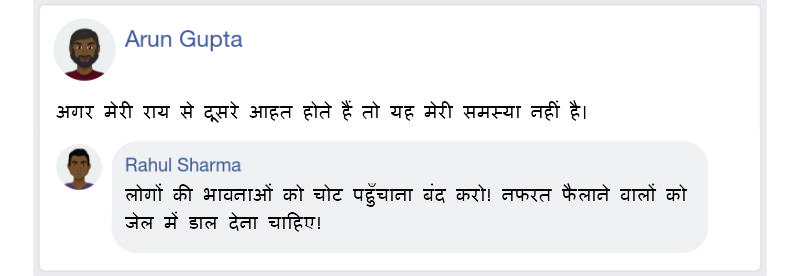 Arun Gupta
अगर मेरी राय से दूसरे आहत होते हैं तो यह मेरी समस्या नहीं है।
Rahul Sharma
लोगों की भावनाओं को चोट पहुँचाना बंद करो! नफरत फैलाने वालों को
जेल में डाल देना चाहिए!